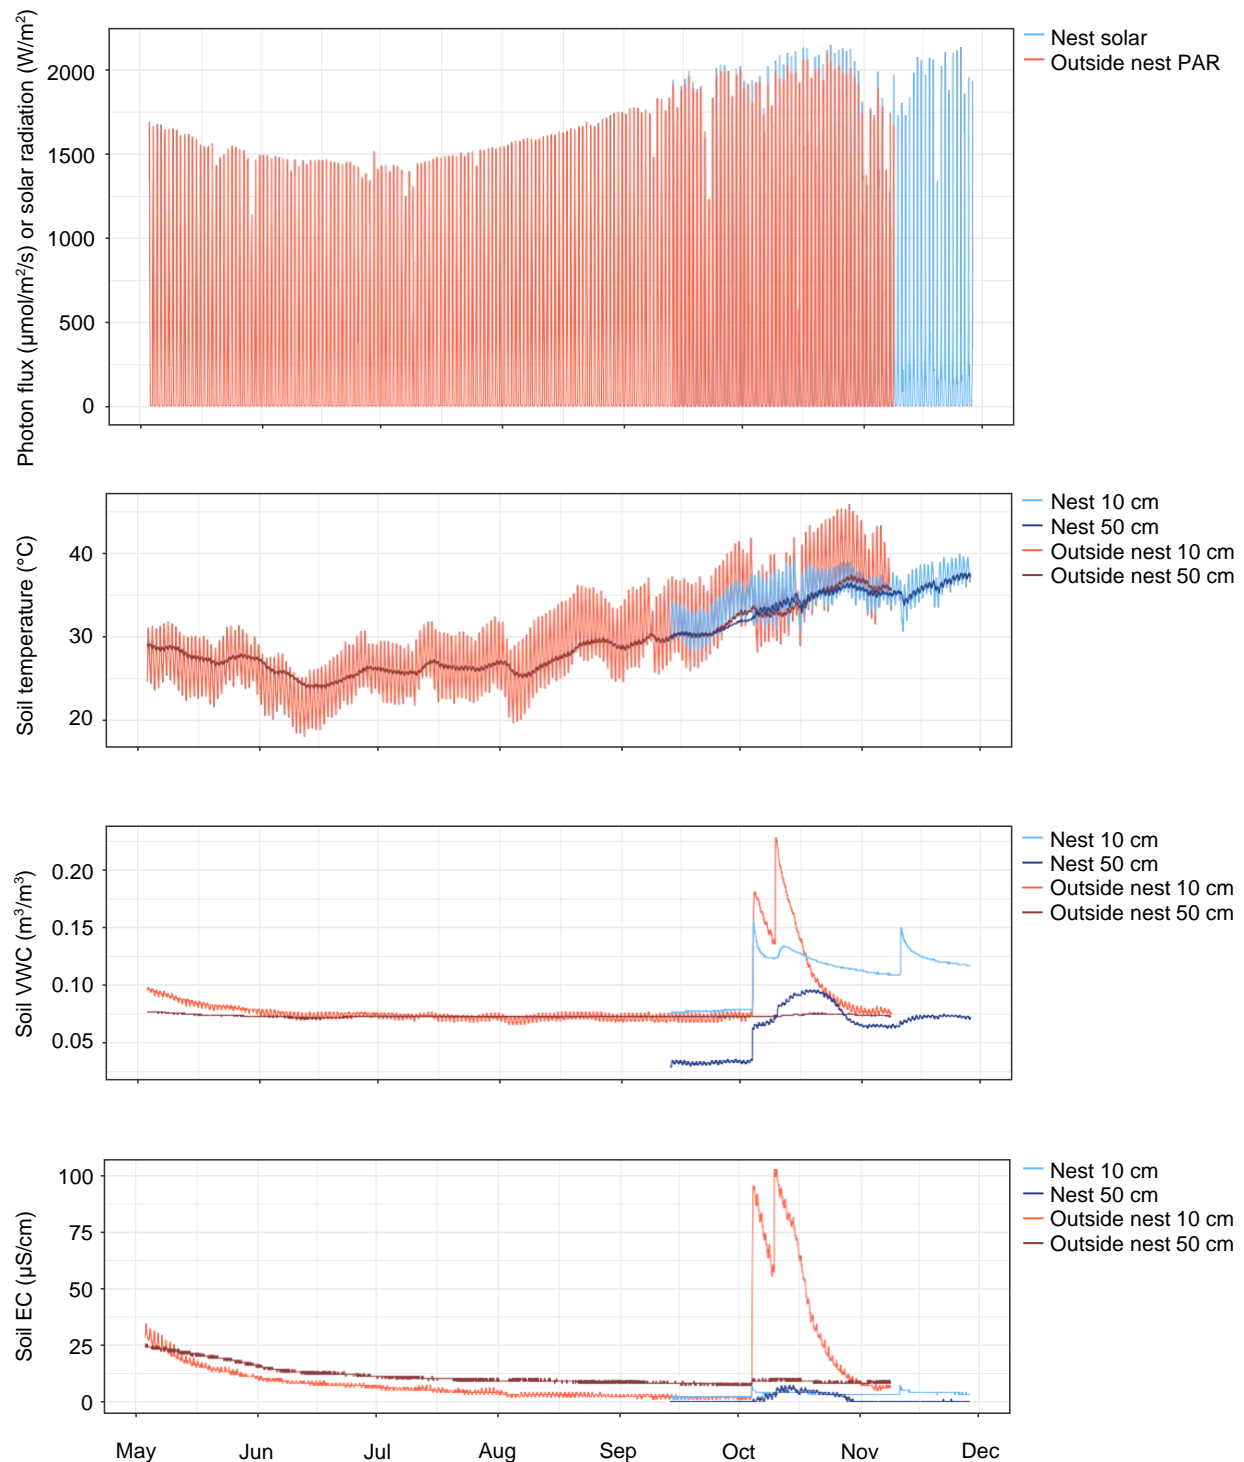 Photon flux (μmol/m²/s) or solar radiation (W/m²)
2000
1500
1000
500
0
Nest solar
Outside nest PAR
Soil temperature (°C)
40
30
20
Nest 10 cm
Nest 50 cm
Outside nest 10 cm
Outside nest 50 cm
Soil VWC (m³/m³)
0.20
0.15
0.10
0.05
Nest 10 cm
Nest 50 cm
Outside nest 10 cm
Outside nest 50 cm
Soil EC (μS/cm)
100
75
50
25
0
Nest 10 cm
Nest 50 cm
Outside nest 10 cm
Outside nest 50 cm
May Jun Jul Aug Sep Oct Nov Dec